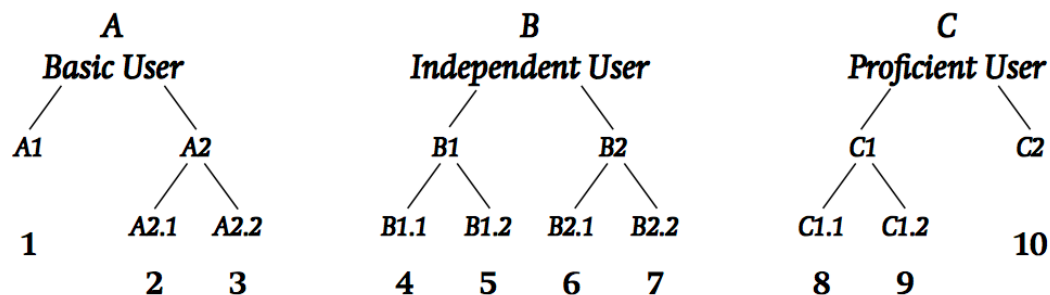 A B C
Basic User Independent User Proficient User
A1 A2 B1 B2 C1 C2
A2.1 A2.2 B1.1 B1.2 B2.1 B2.2 C1.1 C1.2
1 10
2 3 4 5 6 7 8 9